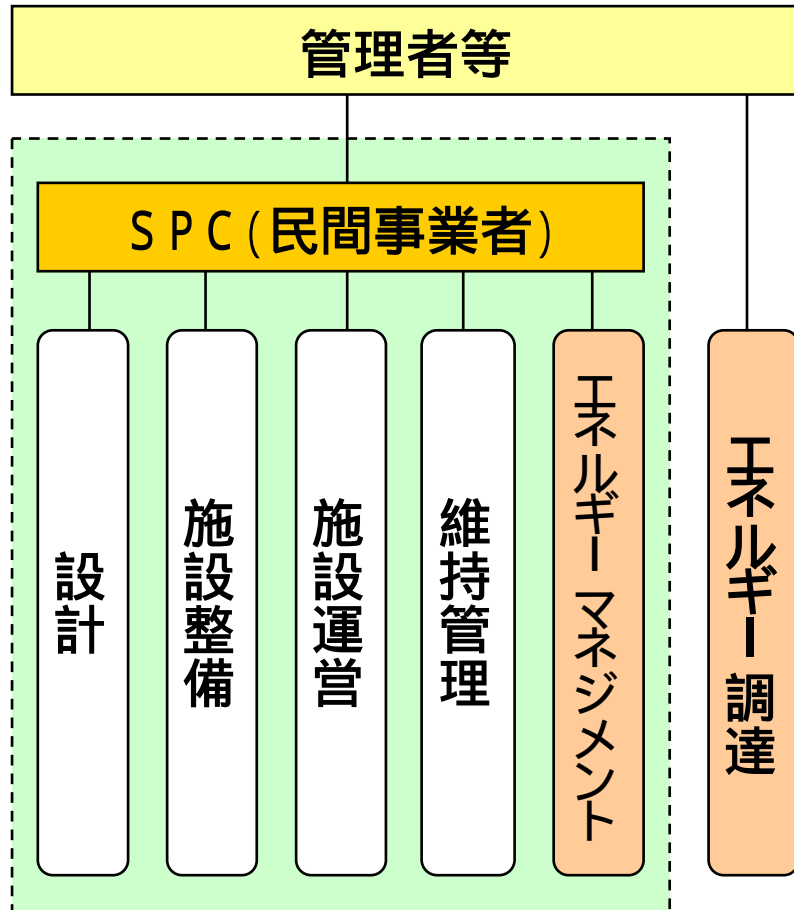 管理者等
ＳＰＣ(民間事業者)
設計
施設整備
施設運営
維持管理
エネルギーマネジメント
エネルギー調達